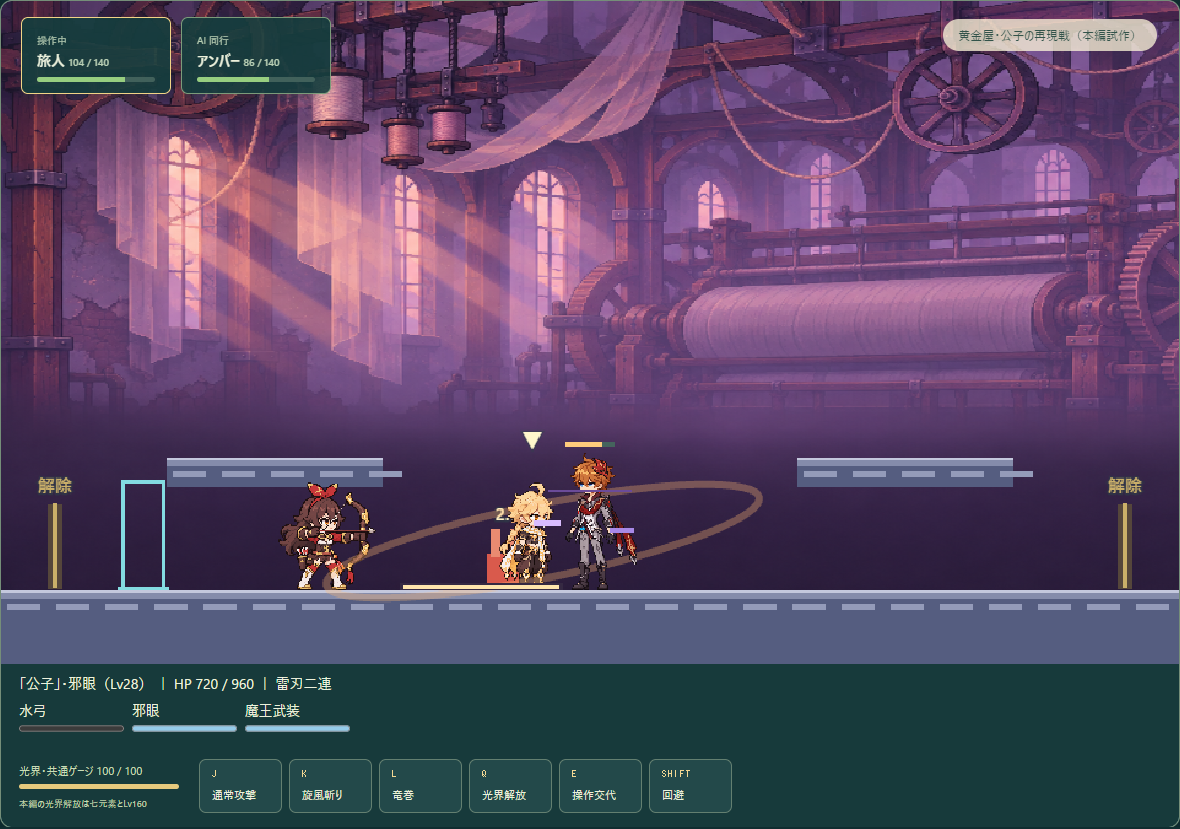 操作中
旅人 104 / 140
AI 同行
アンバー 86 / 140
黄金屋・公子の再現戦（本編試作）
解除
解除
「公子」・邪眼（Lv28） | HP 720 / 960 | 雷刃二連
水弓
邪眼
魔王武装
光界・共通ゲージ 100 / 100
本編の光界解放は七元素とLv160
J
通常攻撃
K
旋風斬り
L
竜巻
Q
光界解放
E
操作交代
SHIFT
回避